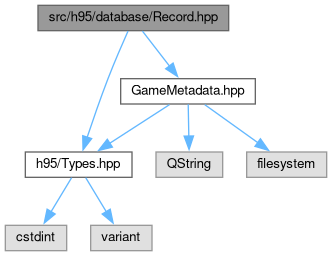 src/h95/database/Record.hpp
GameMetadata.hpp
h95/Types.hpp
QString
filesystem
cstdint
variant